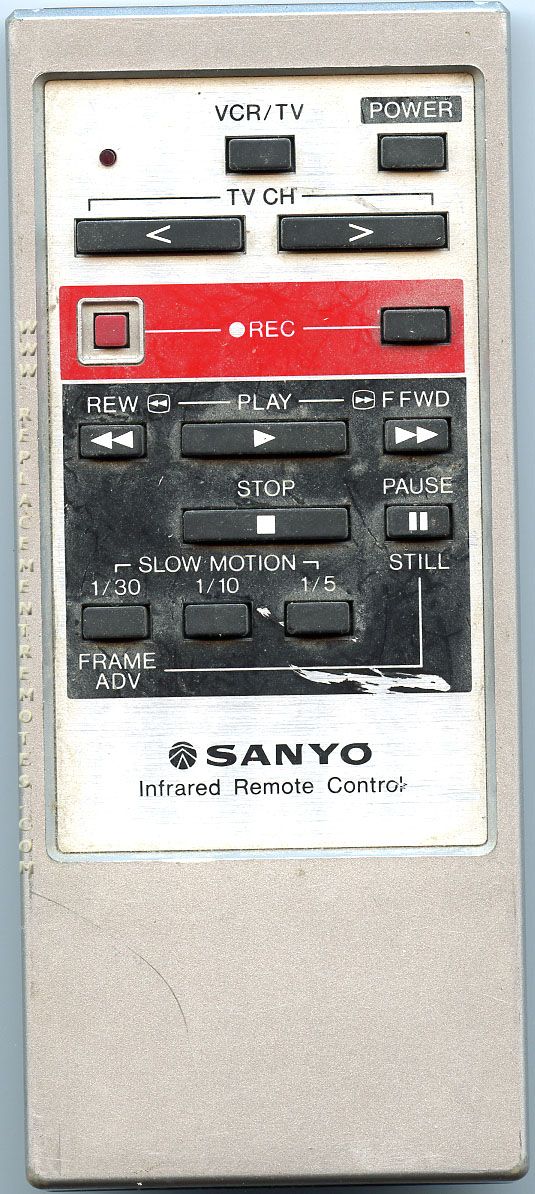 VCR/TV POWER
TV CH
< >
REC
REW PLAY F FWD
STOP PAUSE
SLOW MOTION STILL
1/30 1/10 1/5
FRAME
ADV
SANYO
Infrared Remote Control
WWW.REPLACEMENTREMOTES.COM